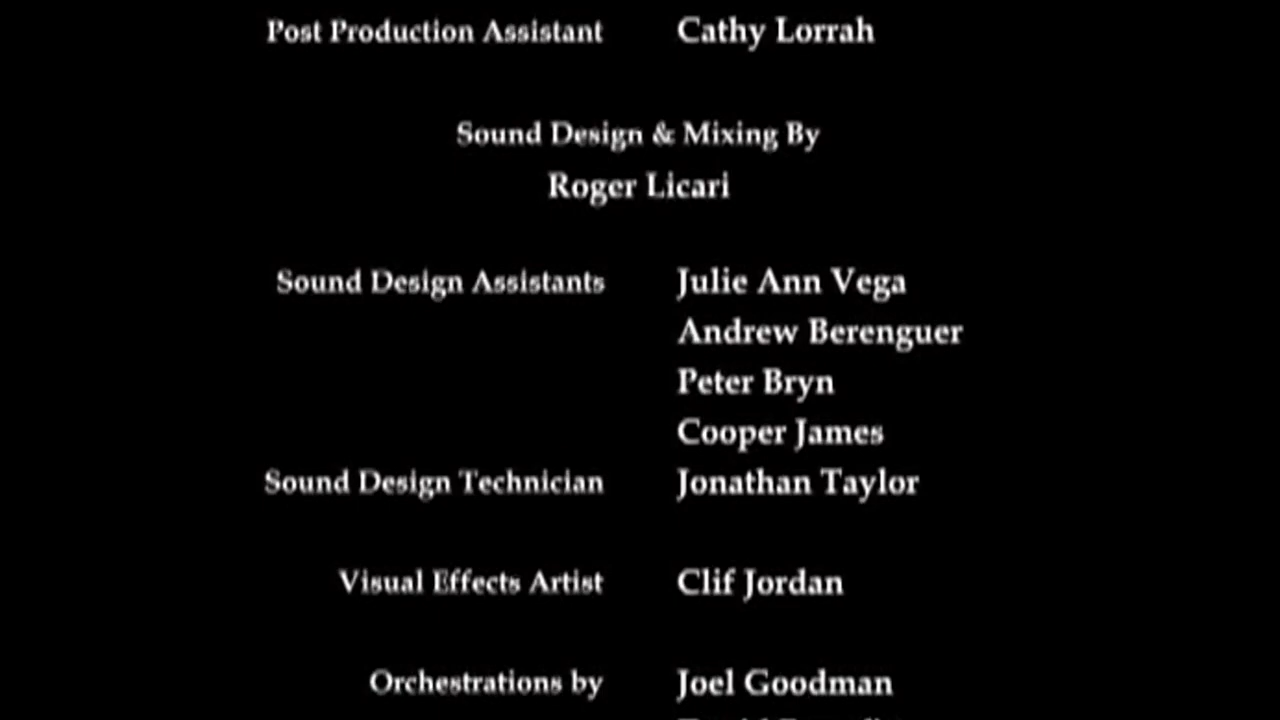 Post Production Assistant Cathy Lorrah
Sound Design & Mixing By
Roger Licari
Sound Design Assistants Julie Ann Vega
Andrew Berenguer
Peter Bryn
Cooper James
Sound Design Technician Jonathan Taylor
Visual Effects Artist Clif Jordan
Orchestrations by Joel Goodman